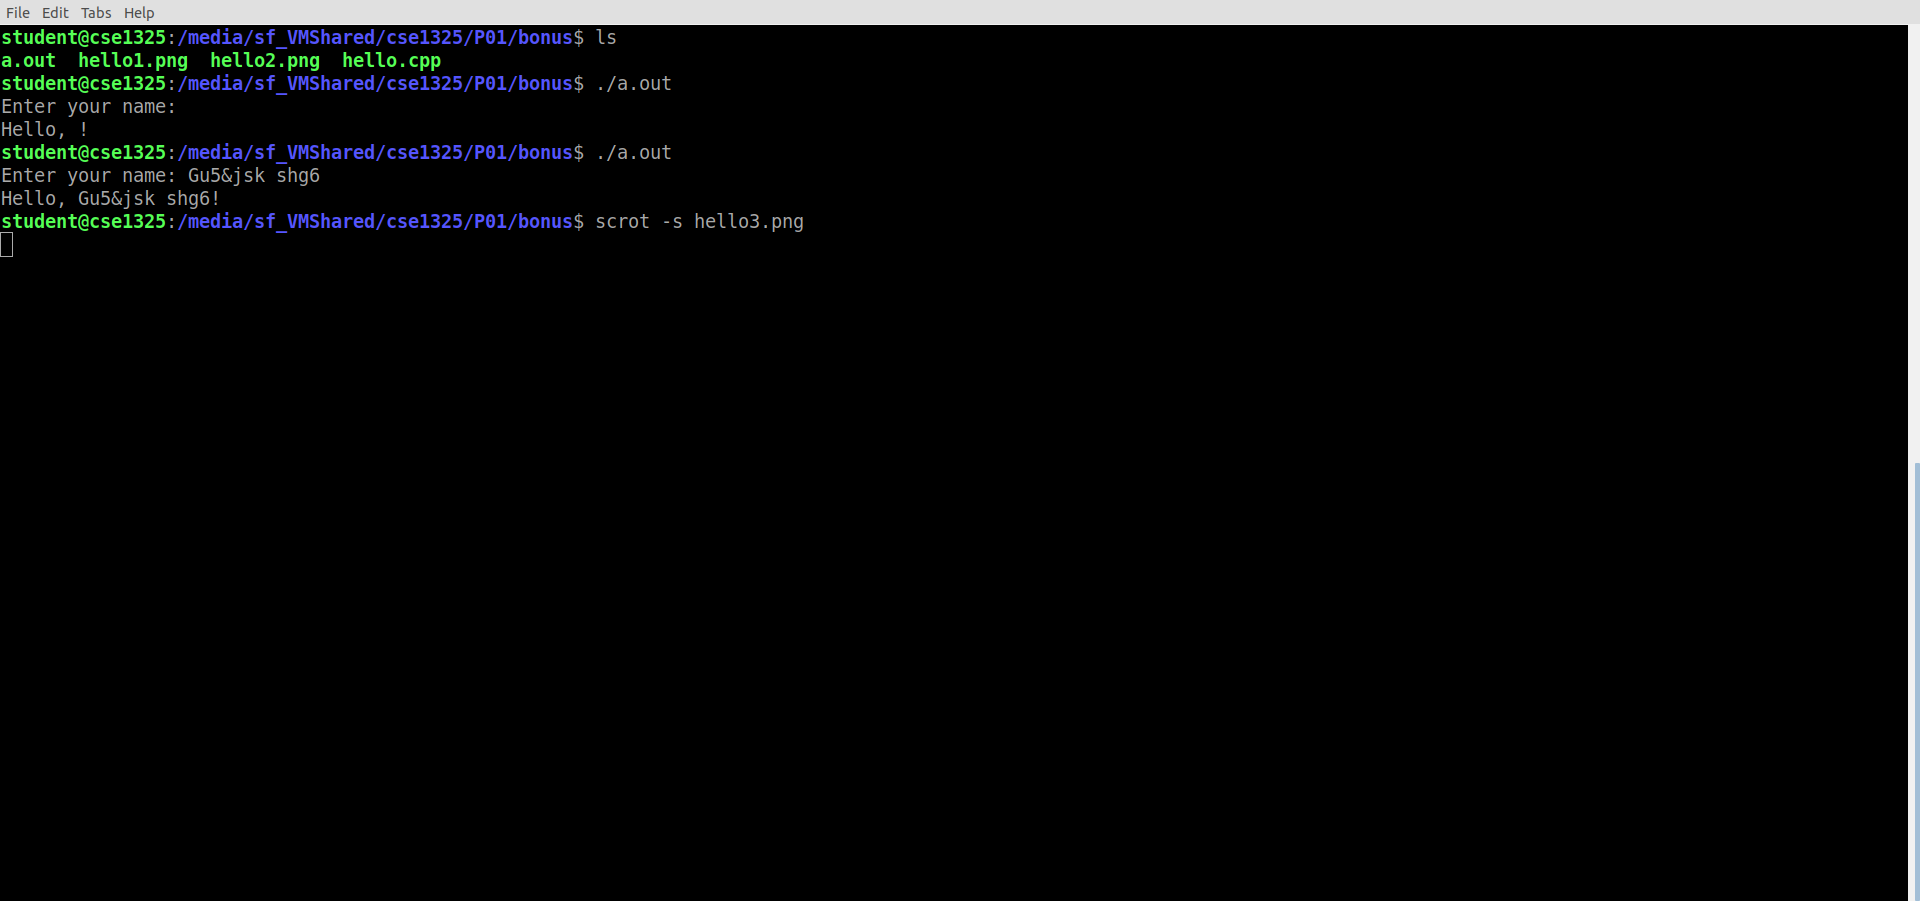 File Edit Tabs Help
student@cse1325:/media/sf_VMShared/cse1325/P01/bonus$ ls
a.out  hello1.png  hello2.png  hello.cpp
student@cse1325:/media/sf_VMShared/cse1325/P01/bonus$ ./a.out
Enter your name:
Hello, !
student@cse1325:/media/sf_VMShared/cse1325/P01/bonus$ ./a.out
Enter your name: Gu5&jsk shg6
Hello, Gu5&jsk shg6!
student@cse1325:/media/sf_VMShared/cse1325/P01/bonus$ scrot -s hello3.png